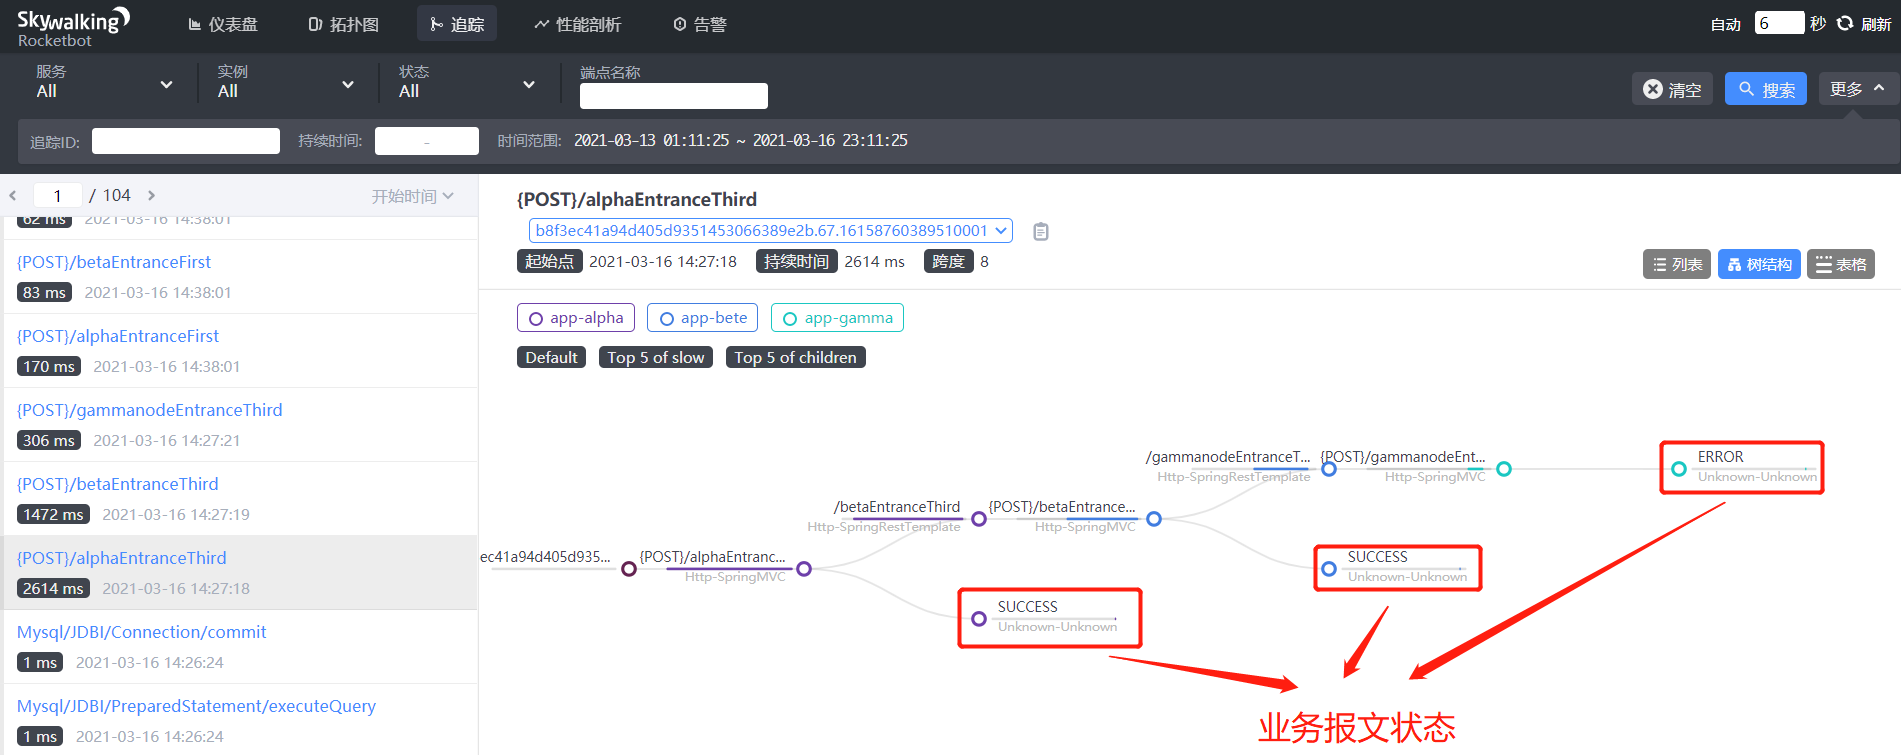 Skywalking
Rocketbot
仪表盘
拓扑图
追踪
性能剖析
告警
自动
6
秒
刷新
服务
All
实例
All
状态
All
端点名称
清空
搜索
更多
追踪ID:
持续时间:
-
时间范围:
2021-03-13 01:11:25 ~ 2021-03-16 23:11:25
1 / 104
开始时间
62 ms 2021-03-16 14:38:01
{POST}/betaEntranceFirst
83 ms 2021-03-16 14:38:01
{POST}/alphaEntranceFirst
170 ms 2021-03-16 14:38:01
{POST}/gammanodeEntranceThird
306 ms 2021-03-16 14:27:21
{POST}/betaEntranceThird
1472 ms 2021-03-16 14:27:19
{POST}/alphaEntranceThird
2614 ms 2021-03-16 14:27:18
Mysql/JDBI/Connection/commit
1 ms 2021-03-16 14:26:24
Mysql/JDBI/PreparedStatement/executeQuery
1 ms 2021-03-16 14:26:24
{POST}/alphaEntranceThird
b8f3ec41a94d405d9351453066389e2b.67.16158760389510001
起始点 2021-03-16 14:27:18 持续时间 2614 ms 跨度 8
列表
树结构
表格
app-alpha
app-bete
app-gamma
Default
Top 5 of slow
Top 5 of children
/gammanodeEntranceT...
Http-SpringRestTemplate
{POST}/gammanodeEnt...
Http-SpringMVC
ERROR
Unknown-Unknown
/betaEntranceThird
Http-SpringRestTemplate
{POST}/betaEntrance...
Http-SpringMVC
ec41a94d405d935...
{POST}/alphaEntranc...
Http-SpringMVC
SUCCESS
Unknown-Unknown
SUCCESS
Unknown-Unknown
业务报文状态